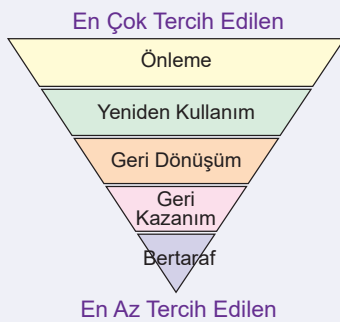 En Çok Tercih Edilen
Önleme
Yeniden Kullanım
Geri Dönüşüm
Geri
Kazanım
Bertaraf
En Az Tercih Edilen